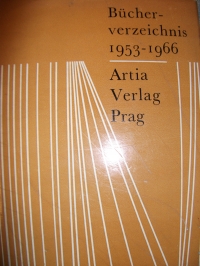 Bücher-
verzeichnis
1953-1966
Artia
Verlag
Prag